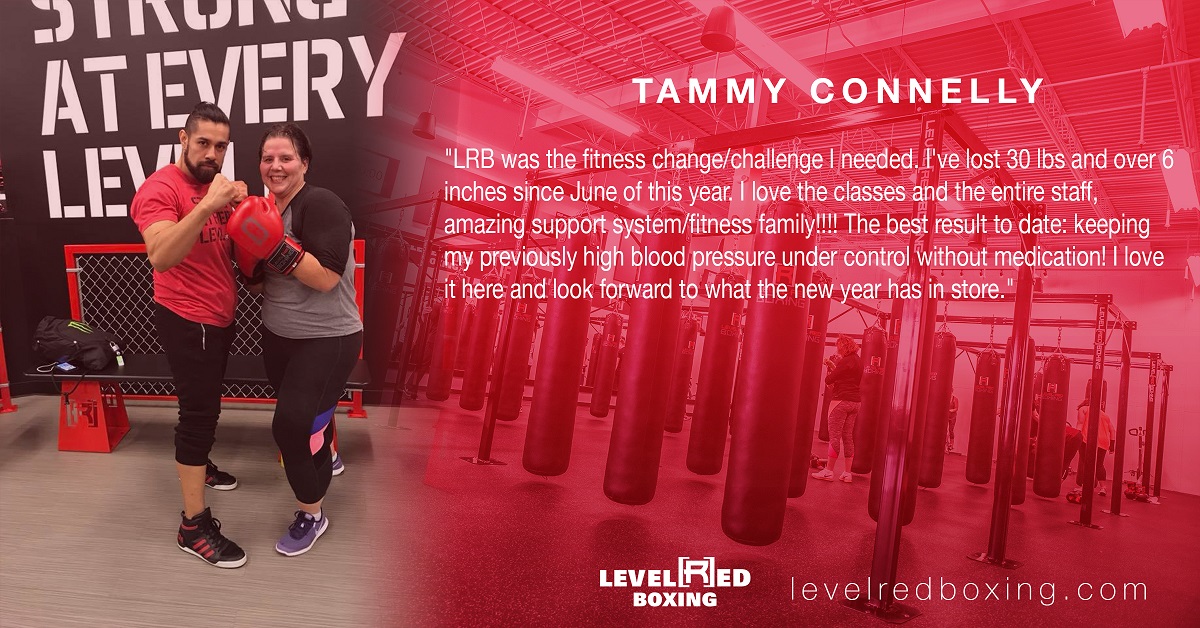 STRONG
AT EVERY
LEVEL
TAMMY CONNELLY
"LRB was the fitness change/challenge I needed. I've lost 30 lbs and over 6
inches since June of this year. I love the classes and the entire staff,
amazing support system/fitness family!!!! The best result to date: keeping
my previously high blood pressure under control without medication! I love
it here and look forward to what the new year has in store."
LEVEL[R]ED
BOXING
levelredboxing.com